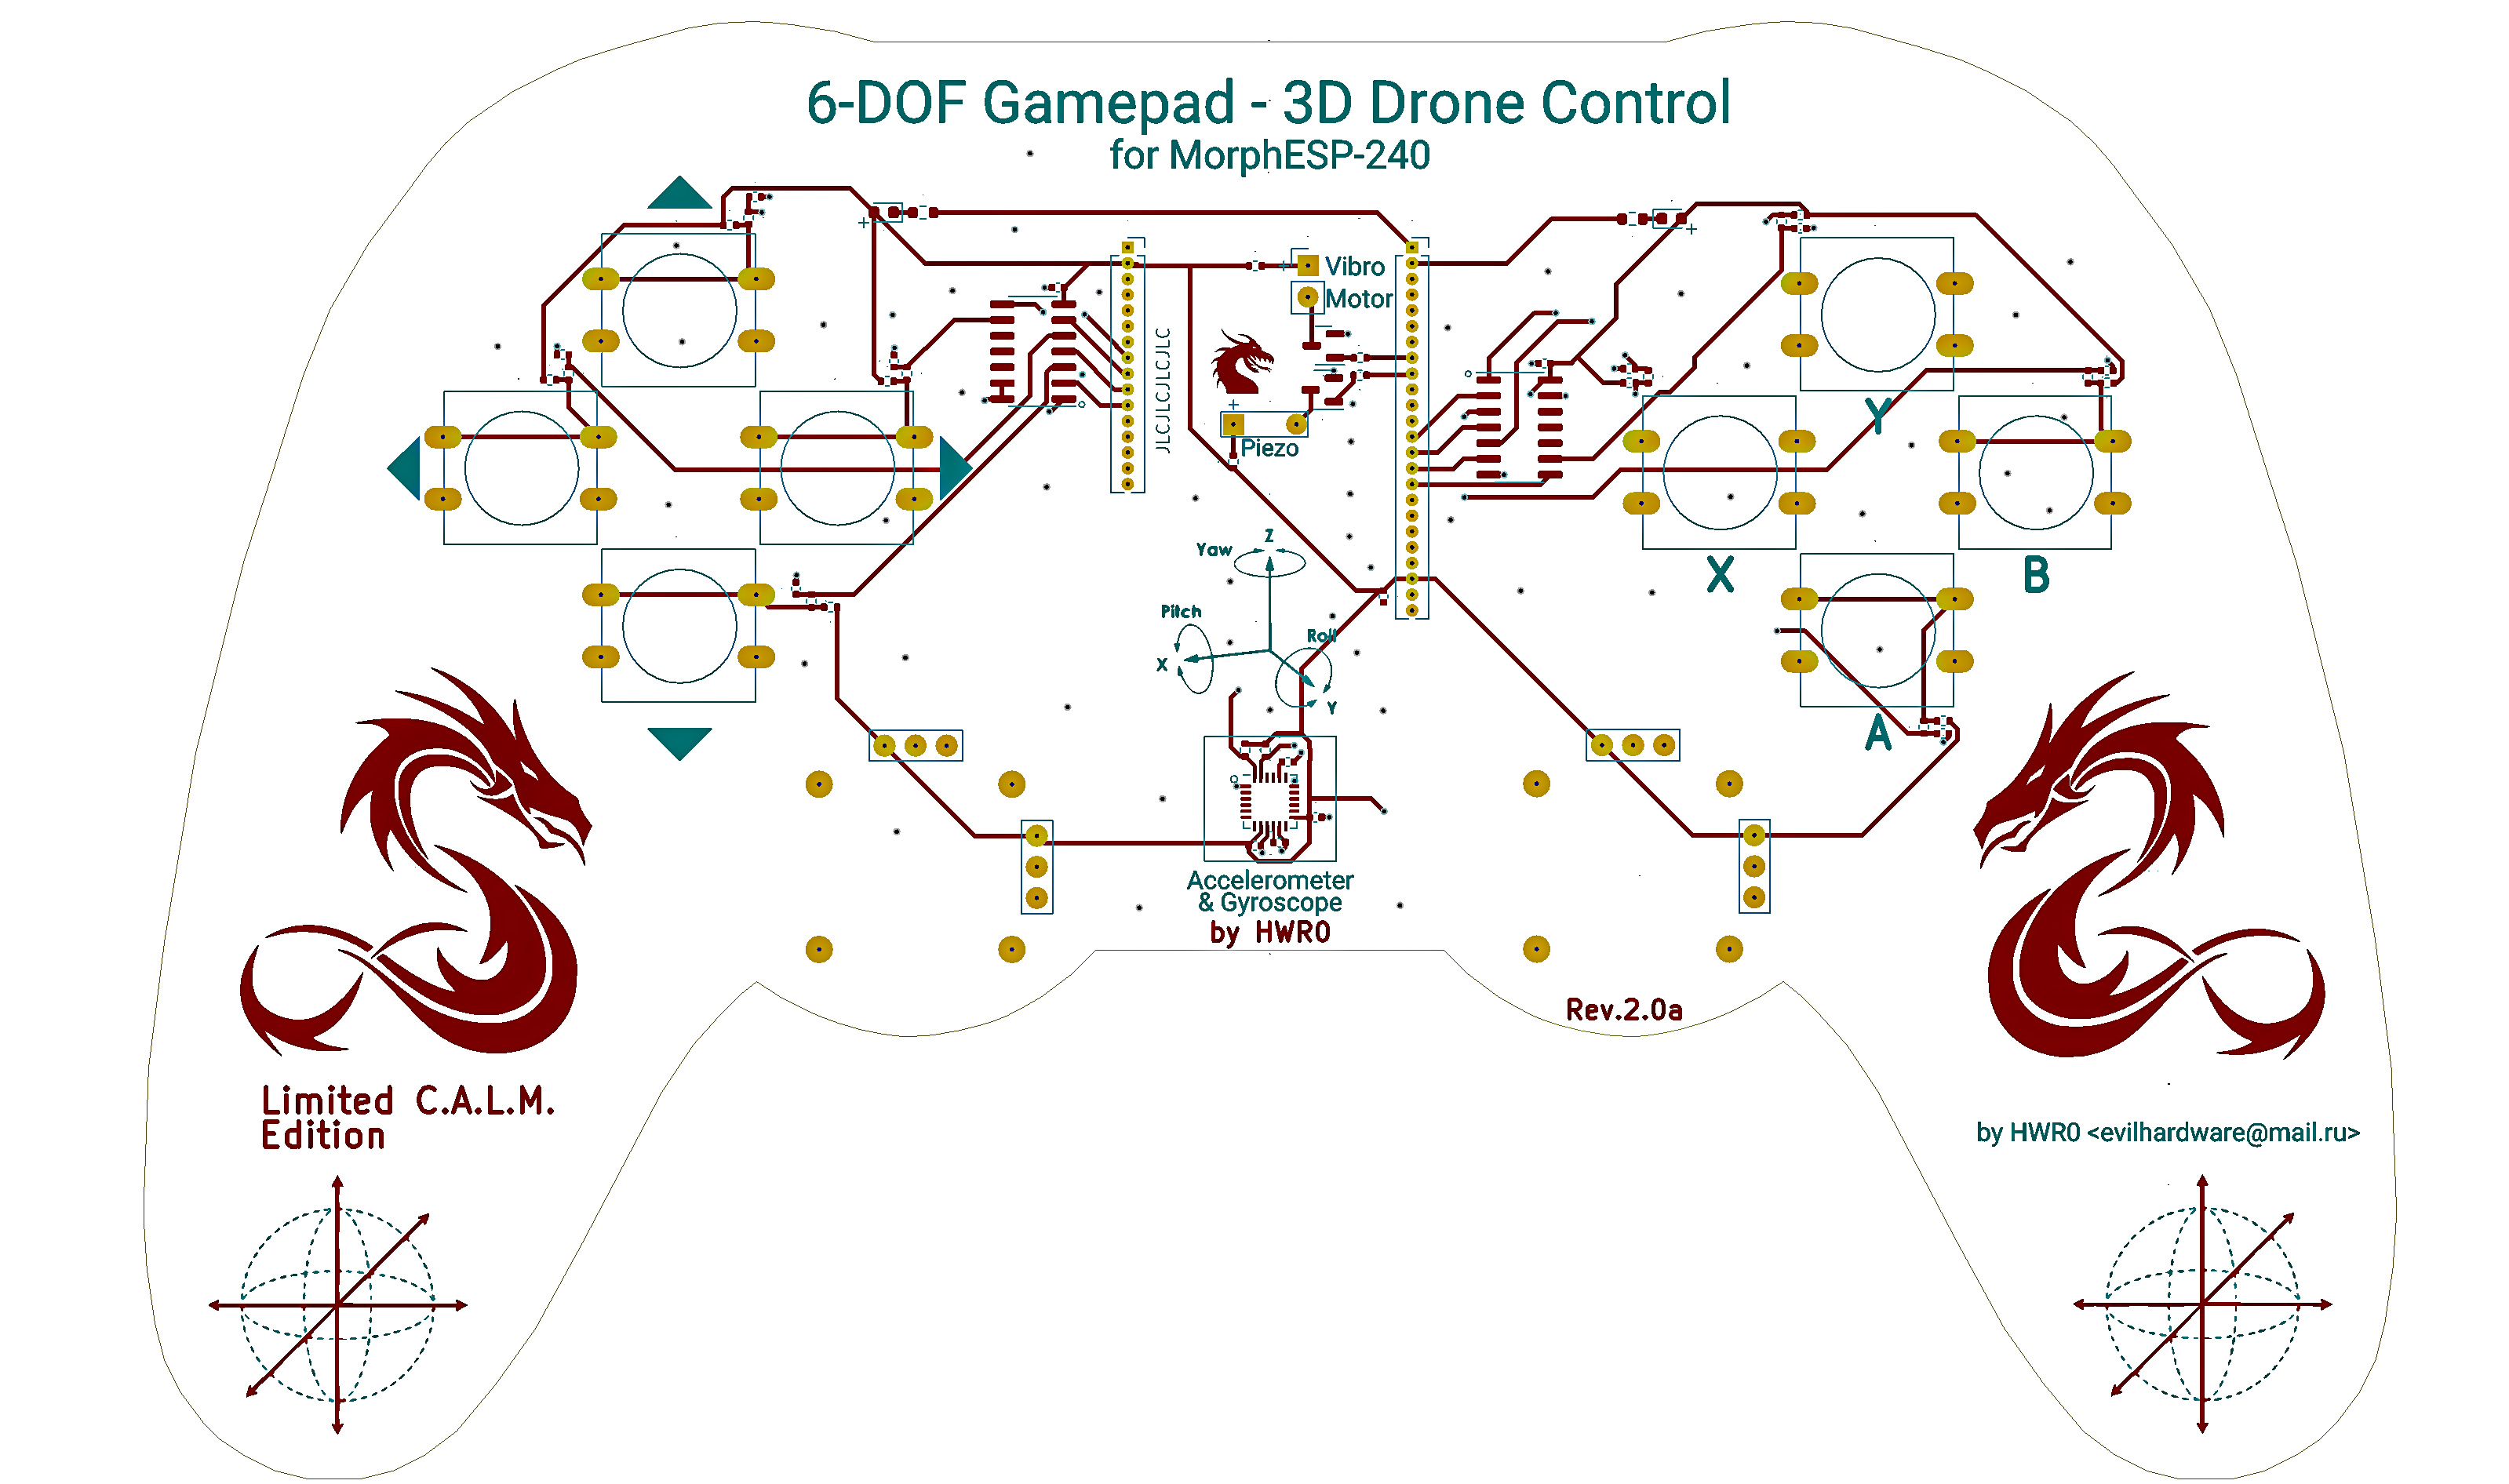 6-DOF Gamepad - 3D Drone Control
for MorphESP-240
+
+
+ Vibro
Motor
JLCJLCJLCJLCJLC
+
Piezo
Y
X
B
A
Z
Yaw
Pitch
Roll
X
Y
Accelerometer
& Gyroscope
by HWR0
Rev.2.0a
Limited C.A.L.M.
Edition
by HWR0 <evilhardware@mail.ru>